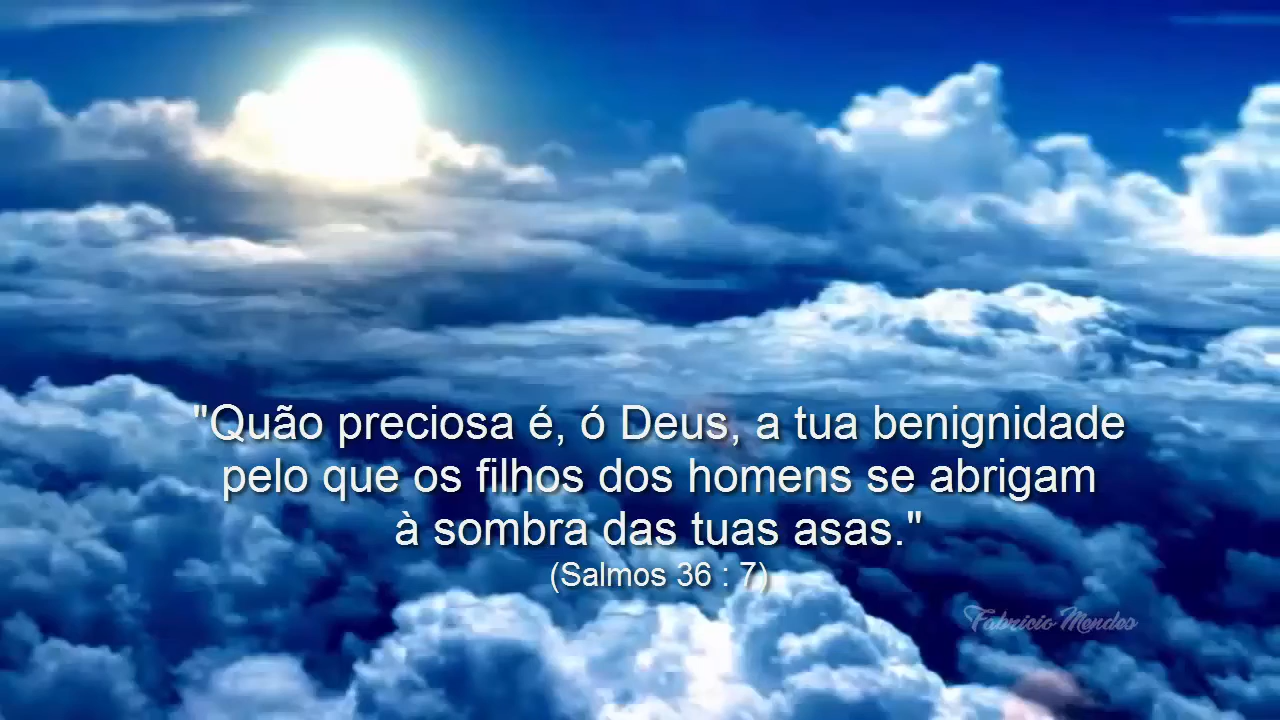 "Quão preciosa é, ó Deus, a tua benignidade
pelo que os filhos dos homens se abrigam
à sombra das tuas asas."
(Salmos 36 : 7)
Fabricio Mendes